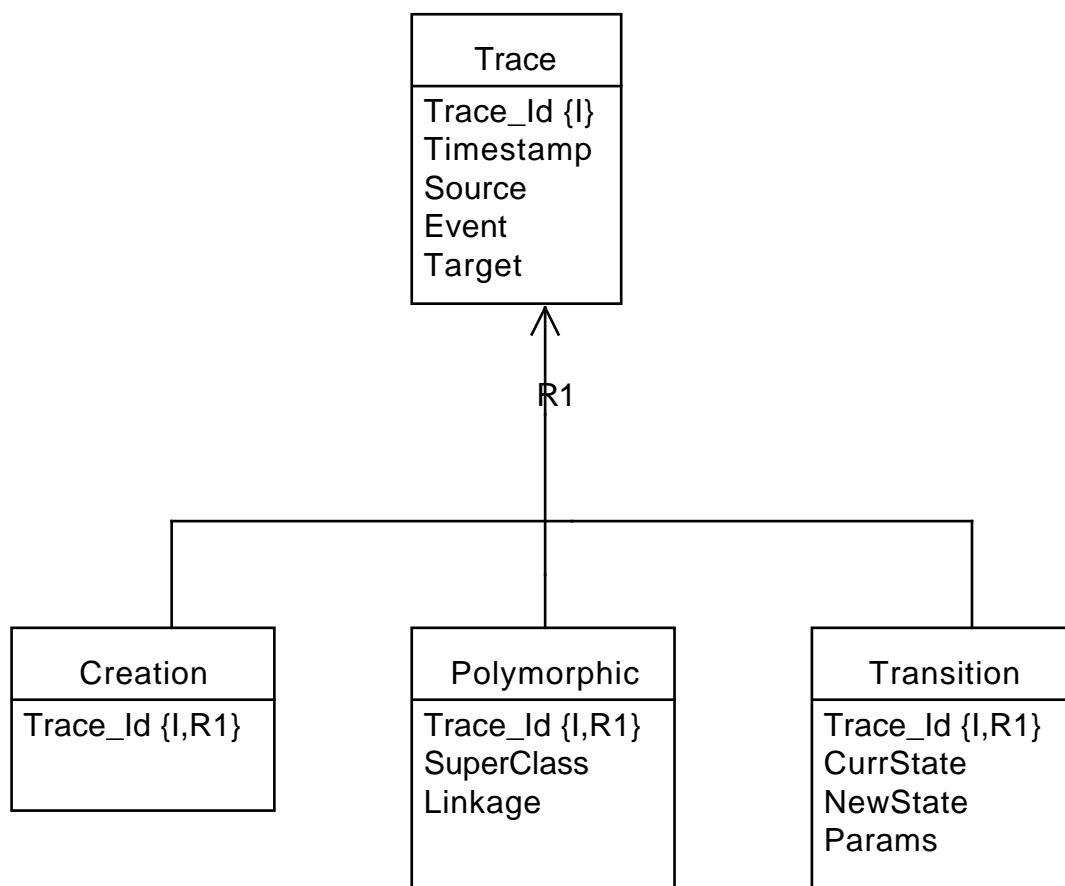 Trace
Trace_Id {I}
Timestamp
Source
Event
Target
R1
Creation
Trace_Id {I,R1}
Polymorphic
Trace_Id {I,R1}
SuperClass
Linkage
Transition
Trace_Id {I,R1}
CurrState
NewState
Params